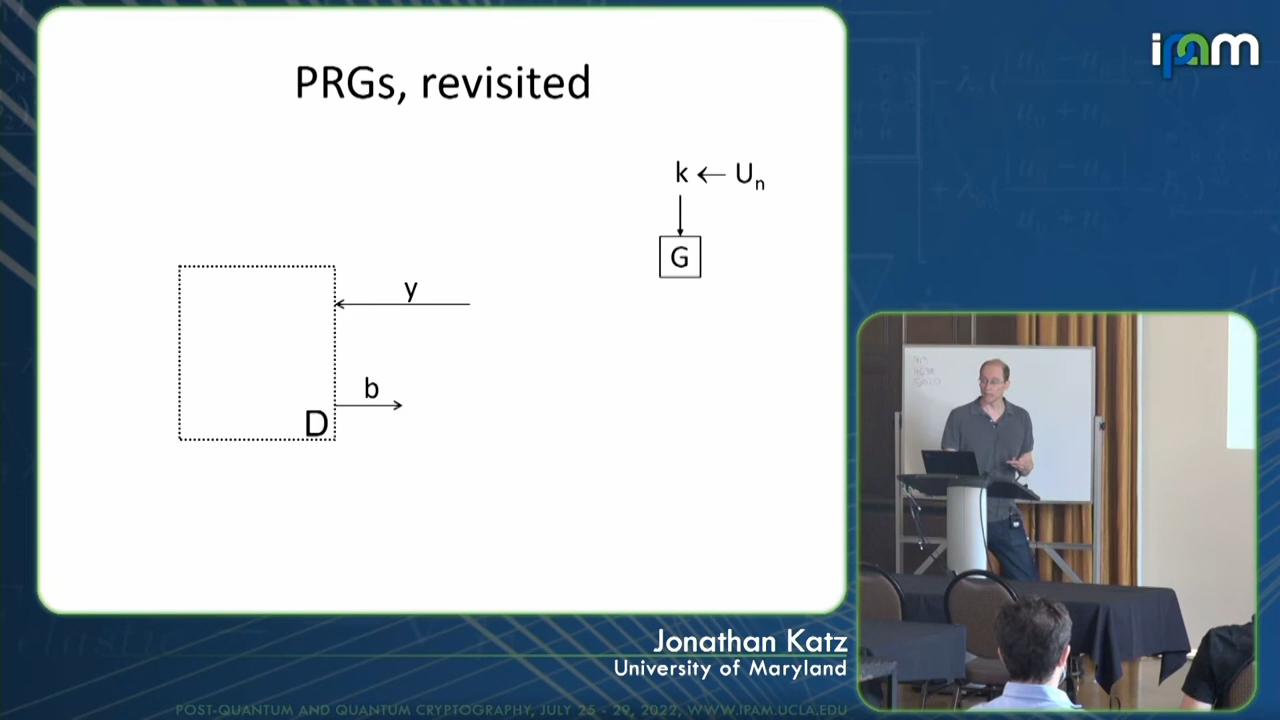 PRGs, revisited
k ← Uₙ
G
y
b
D
ipam
Jonathan Katz
University of Maryland
POST-QUANTUM AND QUANTUM CRYPTOGRAPHY, JULY 25 - 29, 2022, WWW.IPAM.UCLA.EDU